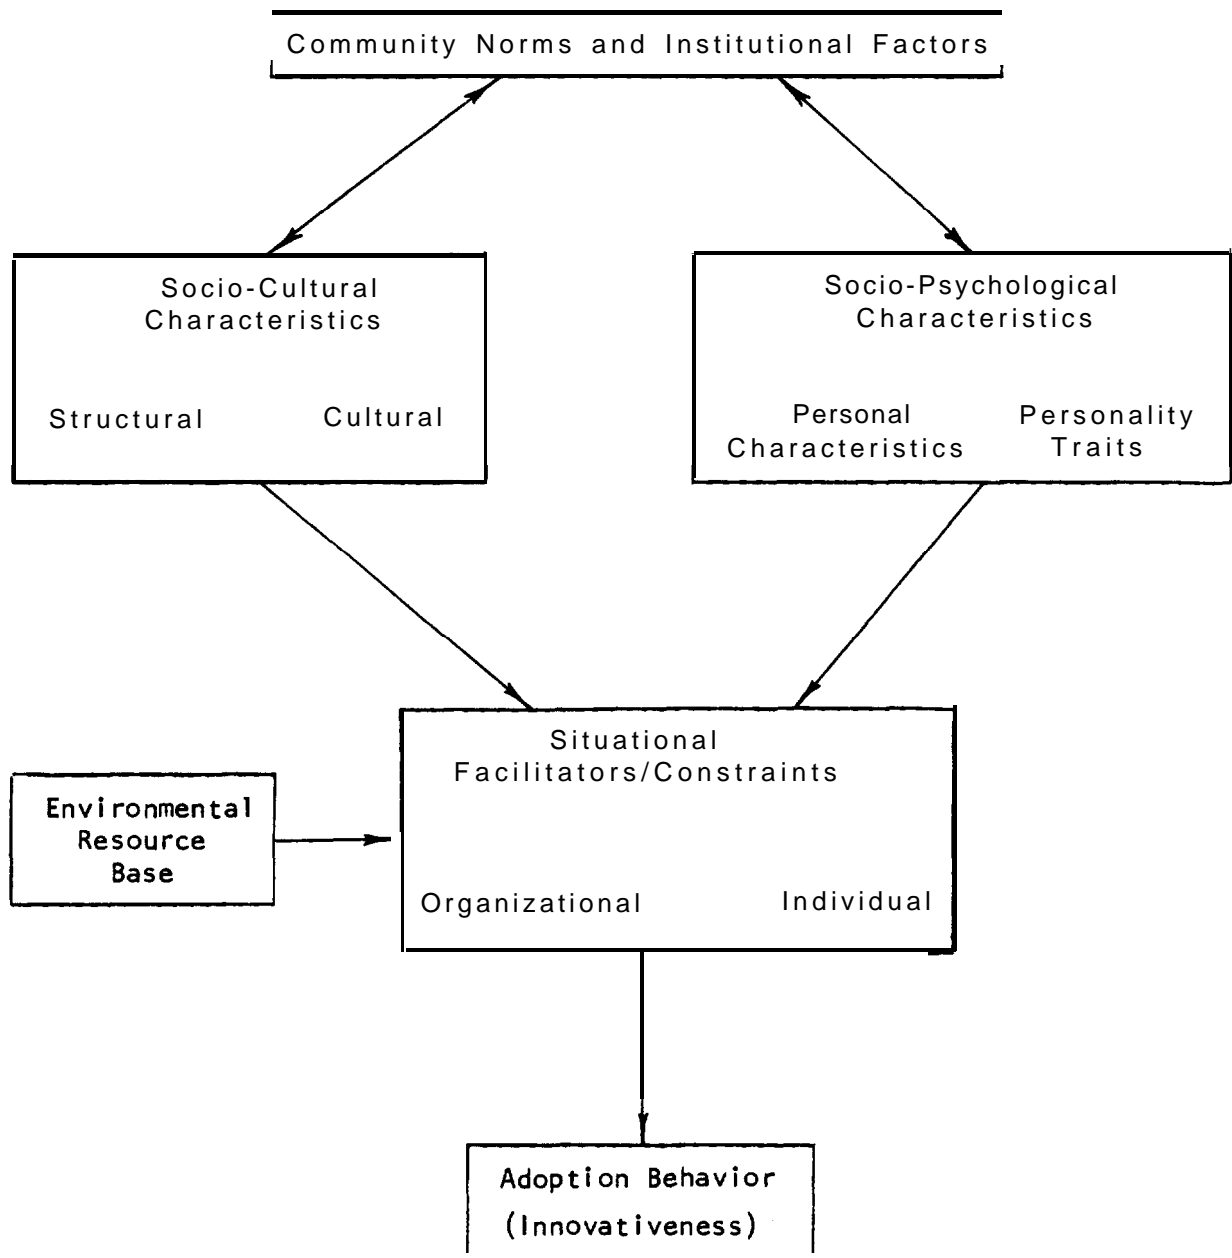 Community Norms and Institutional Factors
Socio-Cultural
Characteristics
Structural
Cultural
Socio-Psychological
Characteristics
Personal
Characteristics
Personality
Traits
Situational
Facilitators/Constraints
Organizational
Individual
Environmental
Resource
Base
Adoption Behavior
(Innovativeness)